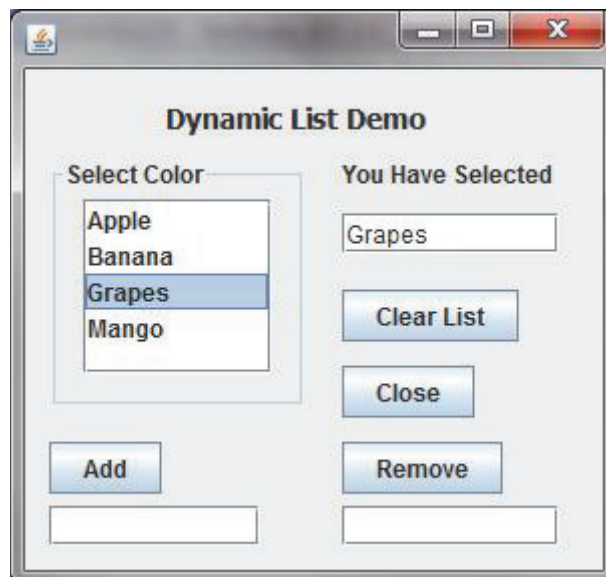 Dynamic List Demo
Select Color
Apple
Banana
Grapes
Mango
You Have Selected
Grapes
Clear List
Close
Add
Remove